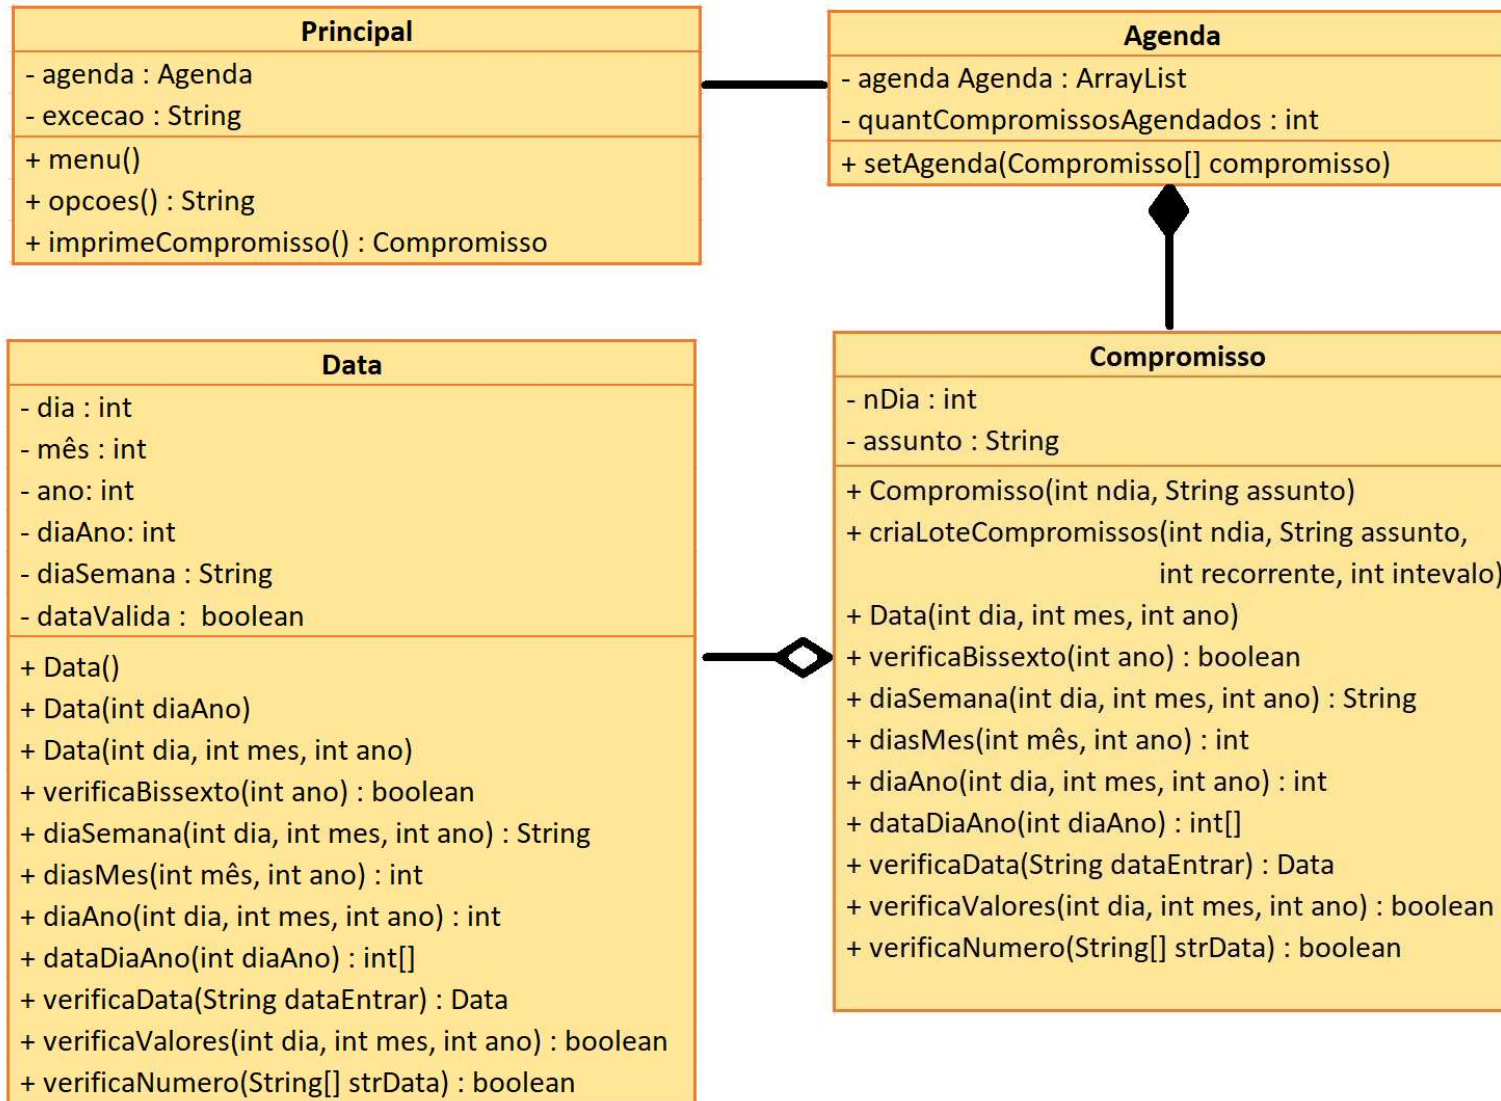 Principal
- agenda : Agenda
- excecao : String
+ menu()
+ opcoes() : String
+ imprimeCompromisso() : Compromisso
Agenda
- agenda Agenda : ArrayList
- quantCompromissosAgendados : int
+ setAgenda(Compromisso[] compromisso)
Data
- dia : int
- mês : int
- ano: int
- diaAno: int
- diaSemana : String
- dataValida :  boolean
+ Data()
+ Data(int diaAno)
+ Data(int dia, int mes, int ano)
+ verificaBissexto(int ano) : boolean
+ diaSemana(int dia, int mes, int ano) : String
+ diasMes(int mês, int ano) : int
+ diaAno(int dia, int mes, int ano) : int
+ dataDiaAno(int diaAno) : int[]
+ verificaData(String dataEntrar) : Data
+ verificaValores(int dia, int mes, int ano) : boolean
+ verificaNumero(String[] strData) : boolean
Compromisso
- nDia : int
- assunto : String
+ Compromisso(int ndia, String assunto)
+ criaLoteCompromissos(int ndia, String assunto,
int recorrente, int intevalo)
+ Data(int dia, int mes, int ano)
+ verificaBissexto(int ano) : boolean
+ diaSemana(int dia, int mes, int ano) : String
+ diasMes(int mês, int ano) : int
+ diaAno(int dia, int mes, int ano) : int
+ dataDiaAno(int diaAno) : int[]
+ verificaData(String dataEntrar) : Data
+ verificaValores(int dia, int mes, int ano) : boolean
+ verificaNumero(String[] strData) : boolean